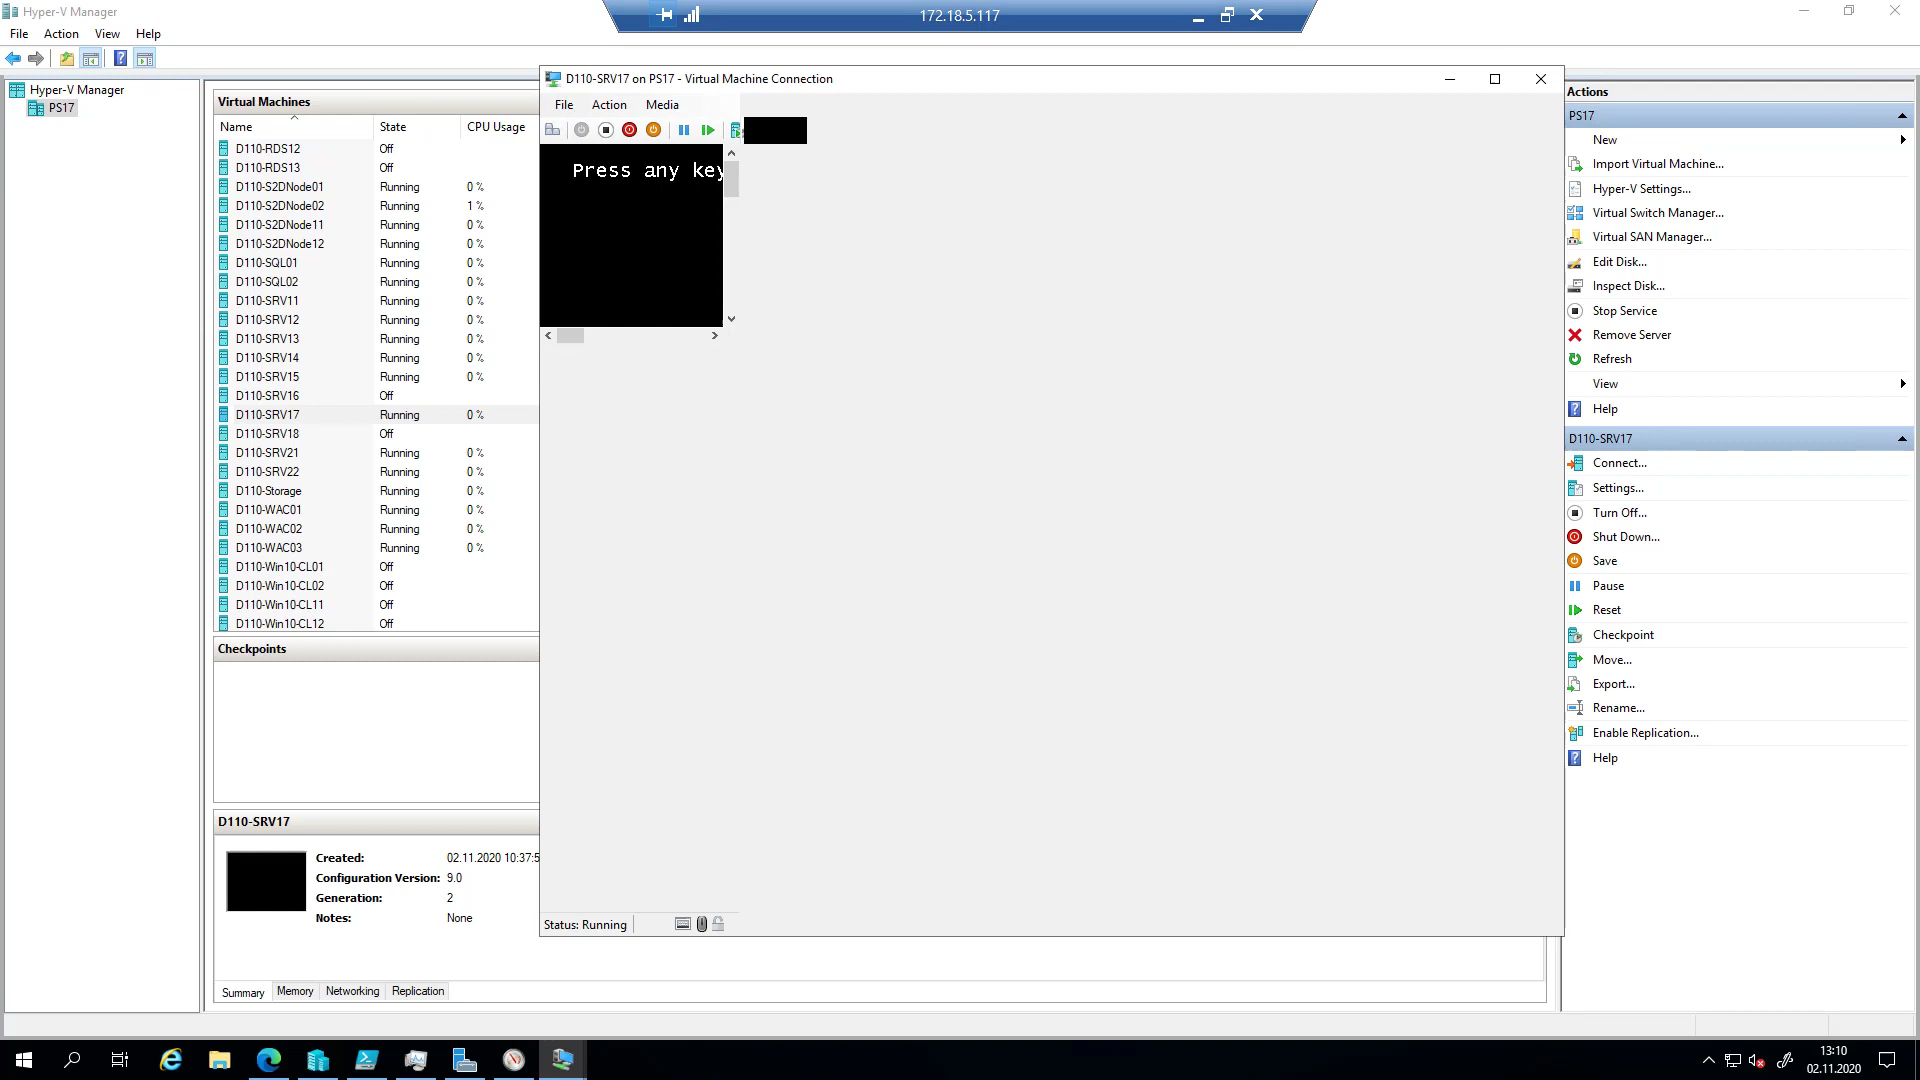 Hyper-V Manager
172.18.5.117
File Action View Help
D110-SRV17 on PS17 - Virtual Machine Connection
File Action Media
Press any key
Status: Running
Hyper-V Manager
PS17
Virtual Machines
Name State CPU Usage
D110-RDS12 Off
D110-RDS13 Off
D110-S2DNode01 Running 0 %
D110-S2DNode02 Running 1 %
D110-S2DNode11 Running 0 %
D110-S2DNode12 Running 0 %
D110-SQL01 Running 0 %
D110-SQL02 Running 0 %
D110-SRV11 Running 0 %
D110-SRV12 Running 0 %
D110-SRV13 Running 0 %
D110-SRV14 Running 0 %
D110-SRV15 Running 0 %
D110-SRV16 Off
D110-SRV17 Running 0 %
D110-SRV18 Off
D110-SRV21 Running 0 %
D110-SRV22 Running 0 %
D110-Storage Running 0 %
D110-WAC01 Running 0 %
D110-WAC02 Running 0 %
D110-WAC03 Running 0 %
D110-Win10-CL01 Off
D110-Win10-CL02 Off
D110-Win10-CL11 Off
D110-Win10-CL12 Off
Checkpoints
D110-SRV17
Created: 02.11.2020 10:37:5
Configuration Version: 9.0
Generation: 2
Notes: None
Summary Memory Networking Replication
Actions
PS17
New
Import Virtual Machine...
Hyper-V Settings...
Virtual Switch Manager...
Virtual SAN Manager...
Edit Disk...
Inspect Disk...
Stop Service
Remove Server
Refresh
View
Help
D110-SRV17
Connect...
Settings...
Turn Off...
Shut Down...
Save
Pause
Reset
Checkpoint
Move...
Export...
Rename...
Enable Replication...
Help
13:10
02.11.2020